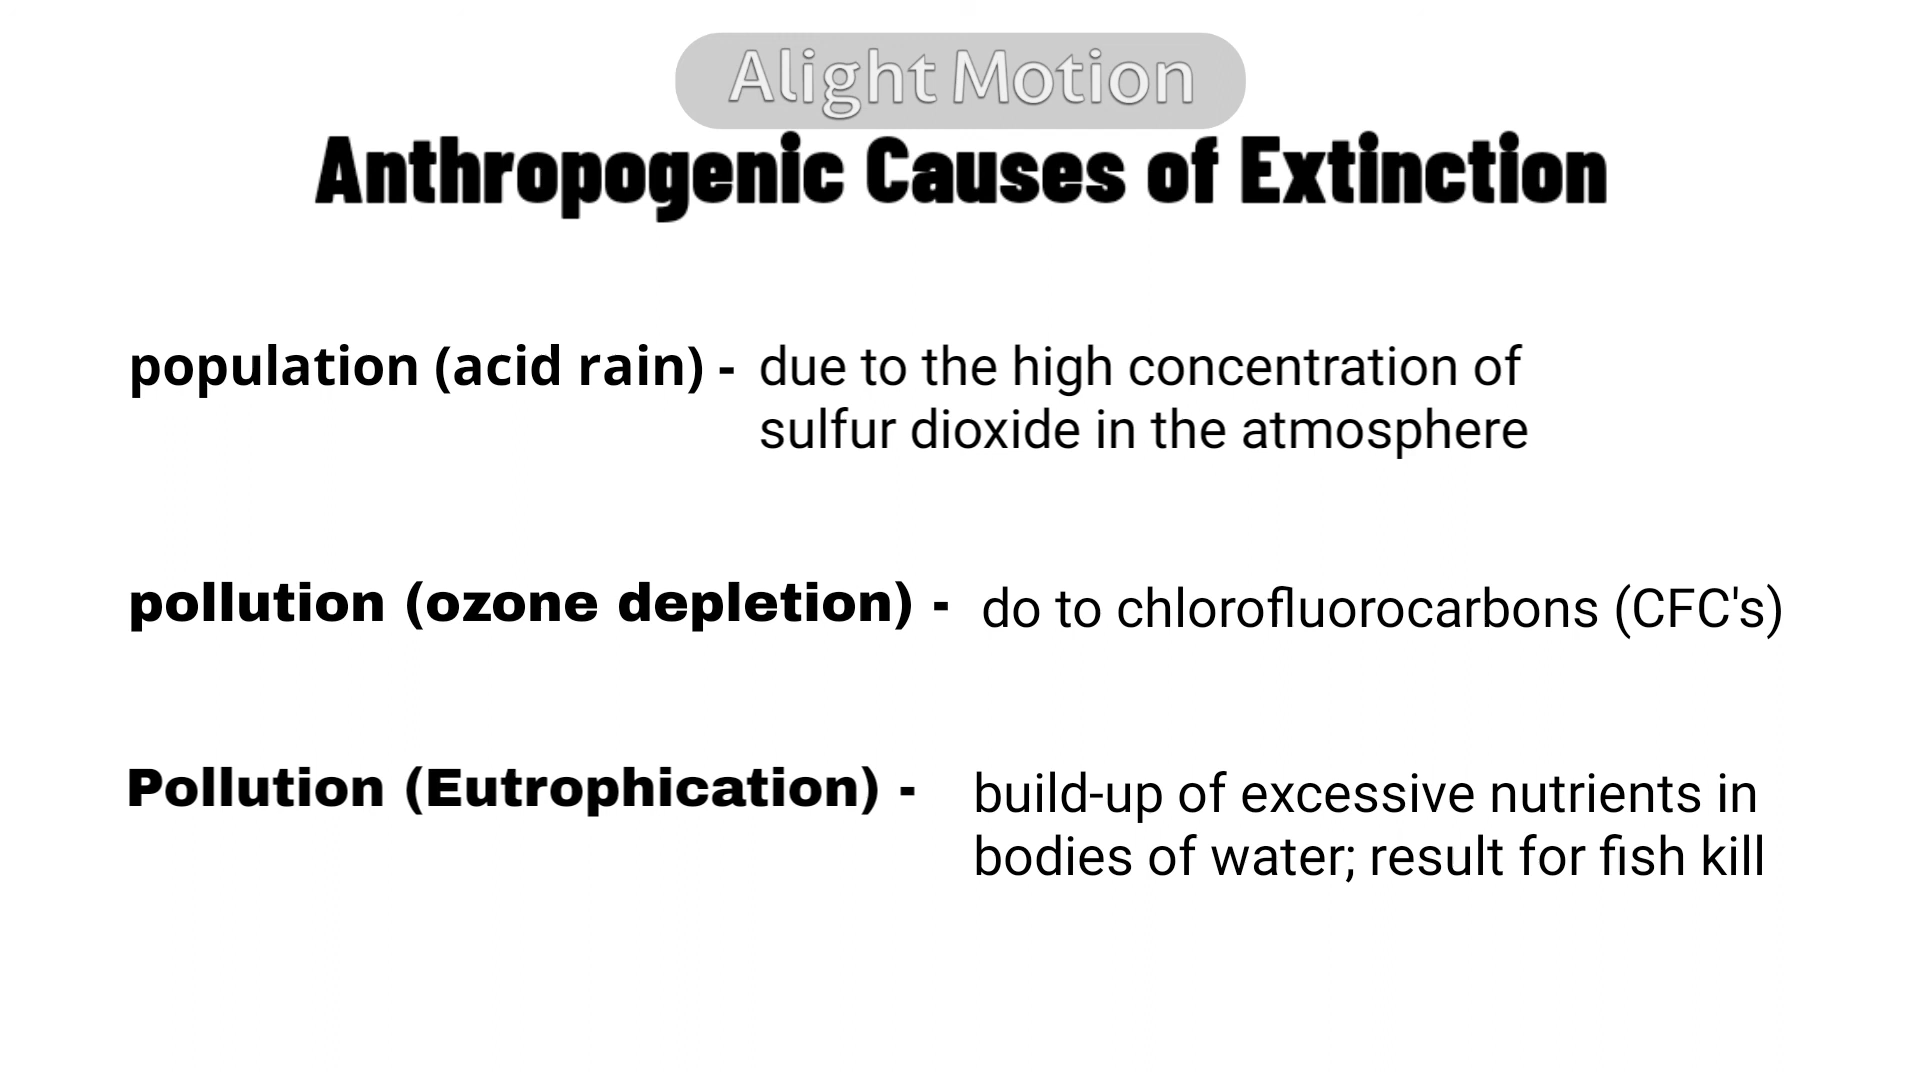 Alight Motion
Anthropogenic Causes of Extinction
population (acid rain) - due to the high concentration of
sulfur dioxide in the atmosphere
pollution (ozone depletion) - do to chlorofluorocarbons (CFC's)
Pollution (Eutrophication) - build-up of excessive nutrients in
bodies of water; result for fish kill